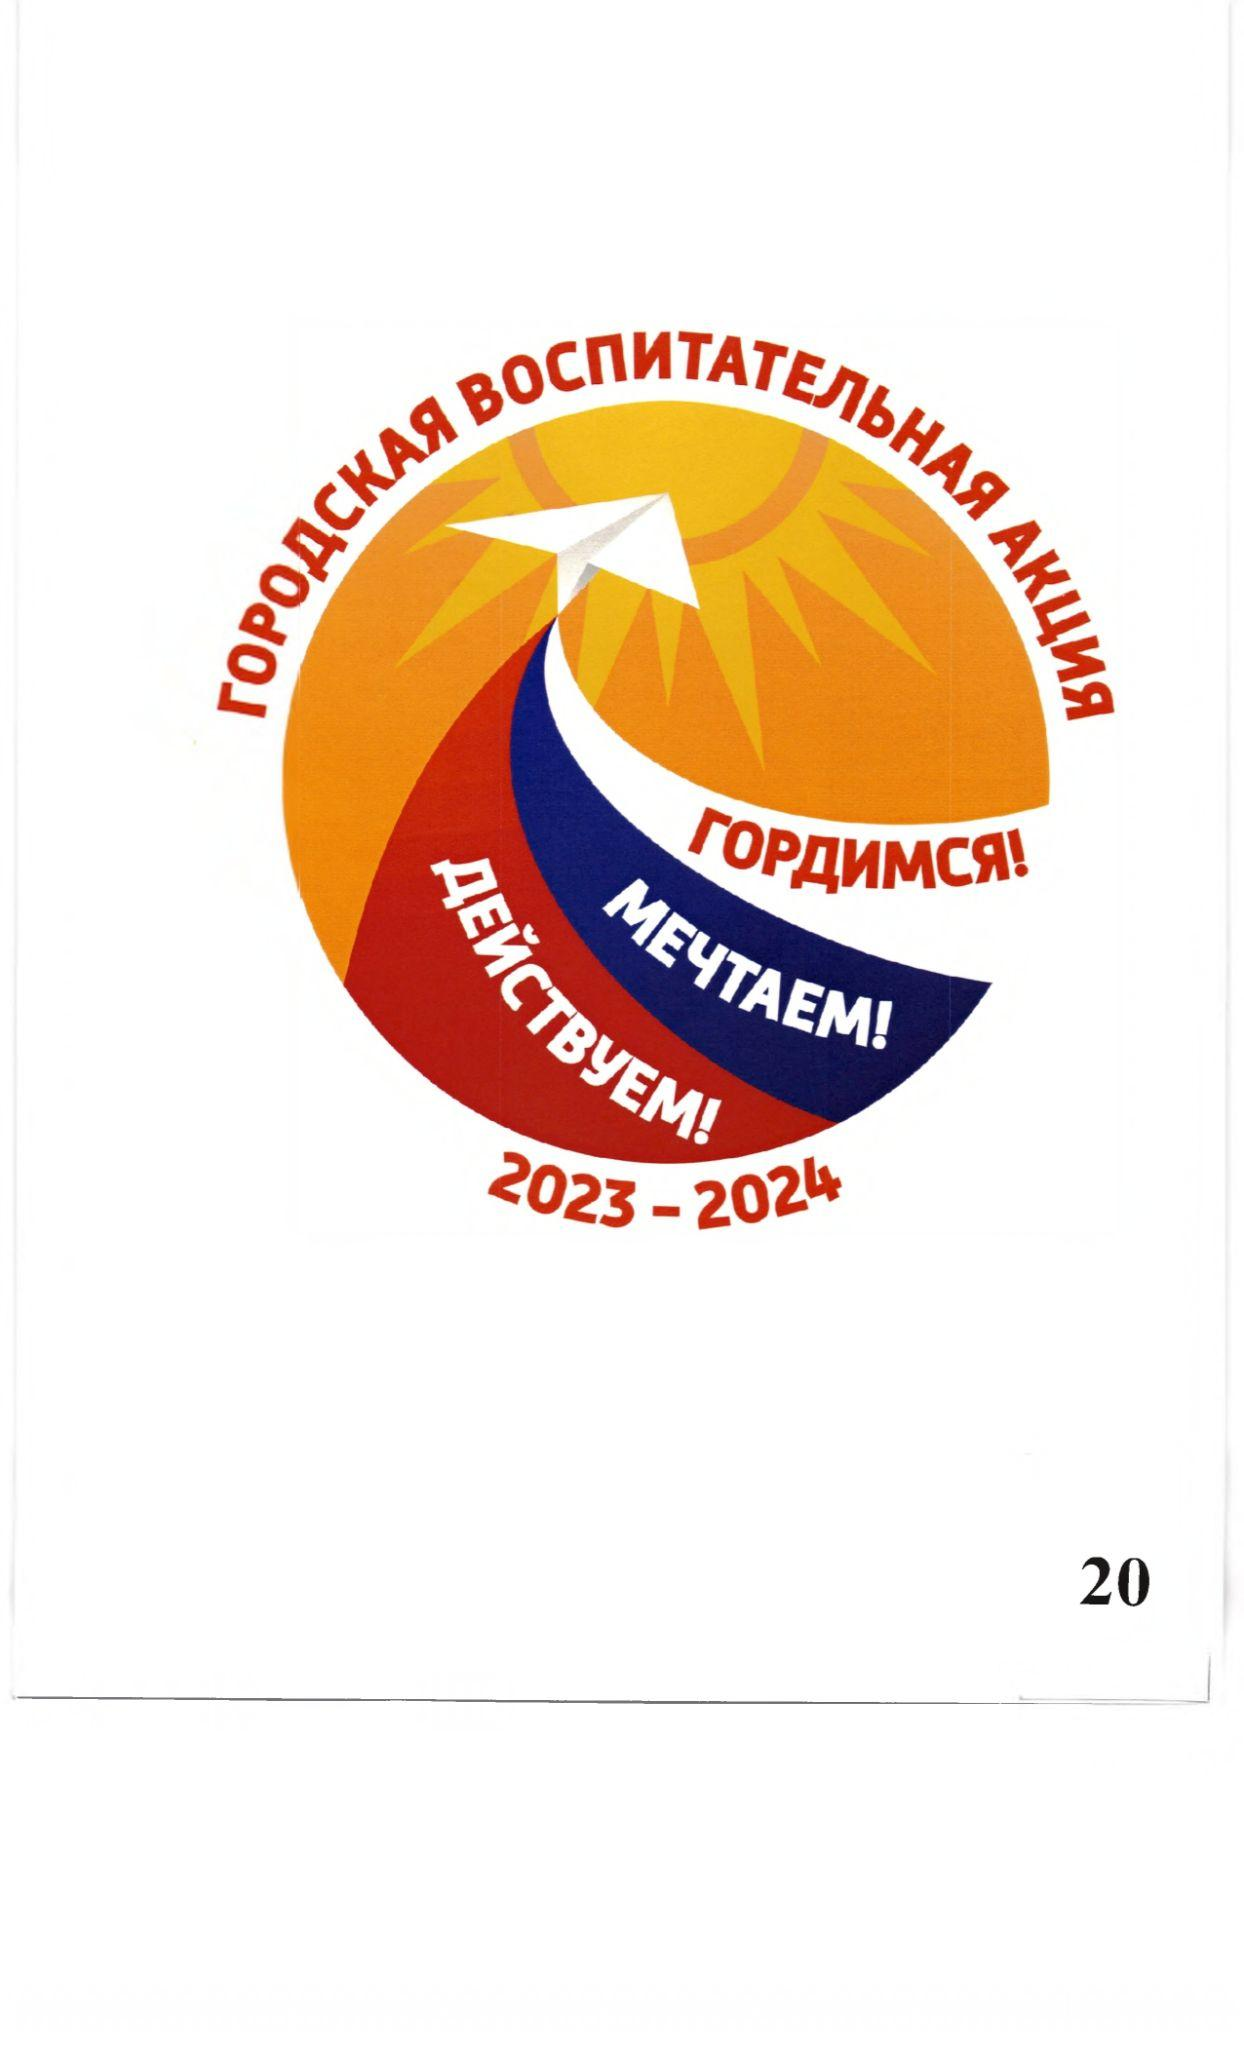 ГОРОДСКАЯ ВОСПИТАТЕЛЬНАЯ АКЦИЯ
ГОРДИМСЯ!
МЕЧТАЕМ!
ДЕЙСТВУЕМ!
2023 – 2024
20